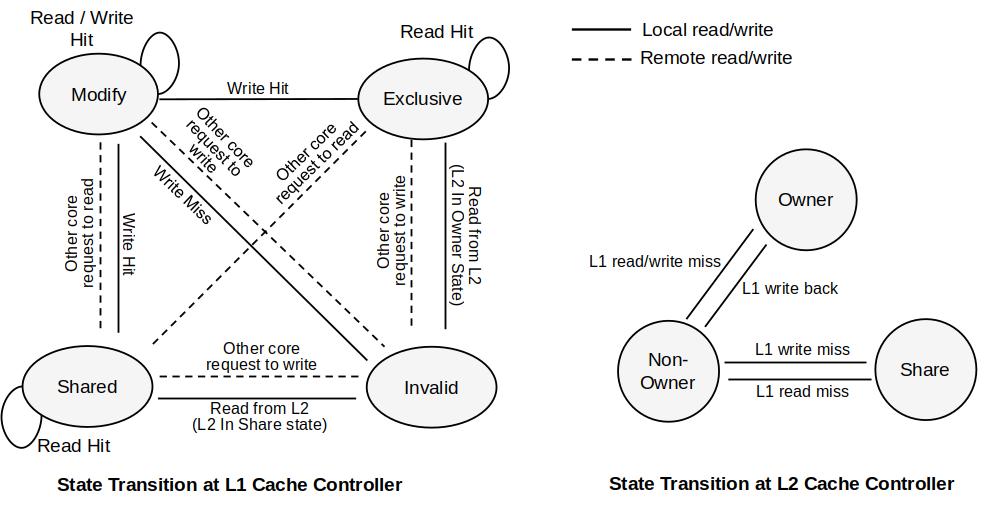 Read / Write
Hit
Read Hit
Local read/write
Remote read/write
Modify
Write Hit
Exclusive
Other core
request to
write
Write Miss
Other core
request to read
Other core
request to read
Write Hit
Other core
request to write
Read from L2
(L2 In Owner State)
Shared
Other core
request to write
Read from L2
(L2 In Share state)
Invalid
Read Hit
State Transition at L1 Cache Controller
Owner
L1 read/write miss
L1 write back
Non-
Owner
L1 write miss
L1 read miss
Share
State Transition at L2 Cache Controller